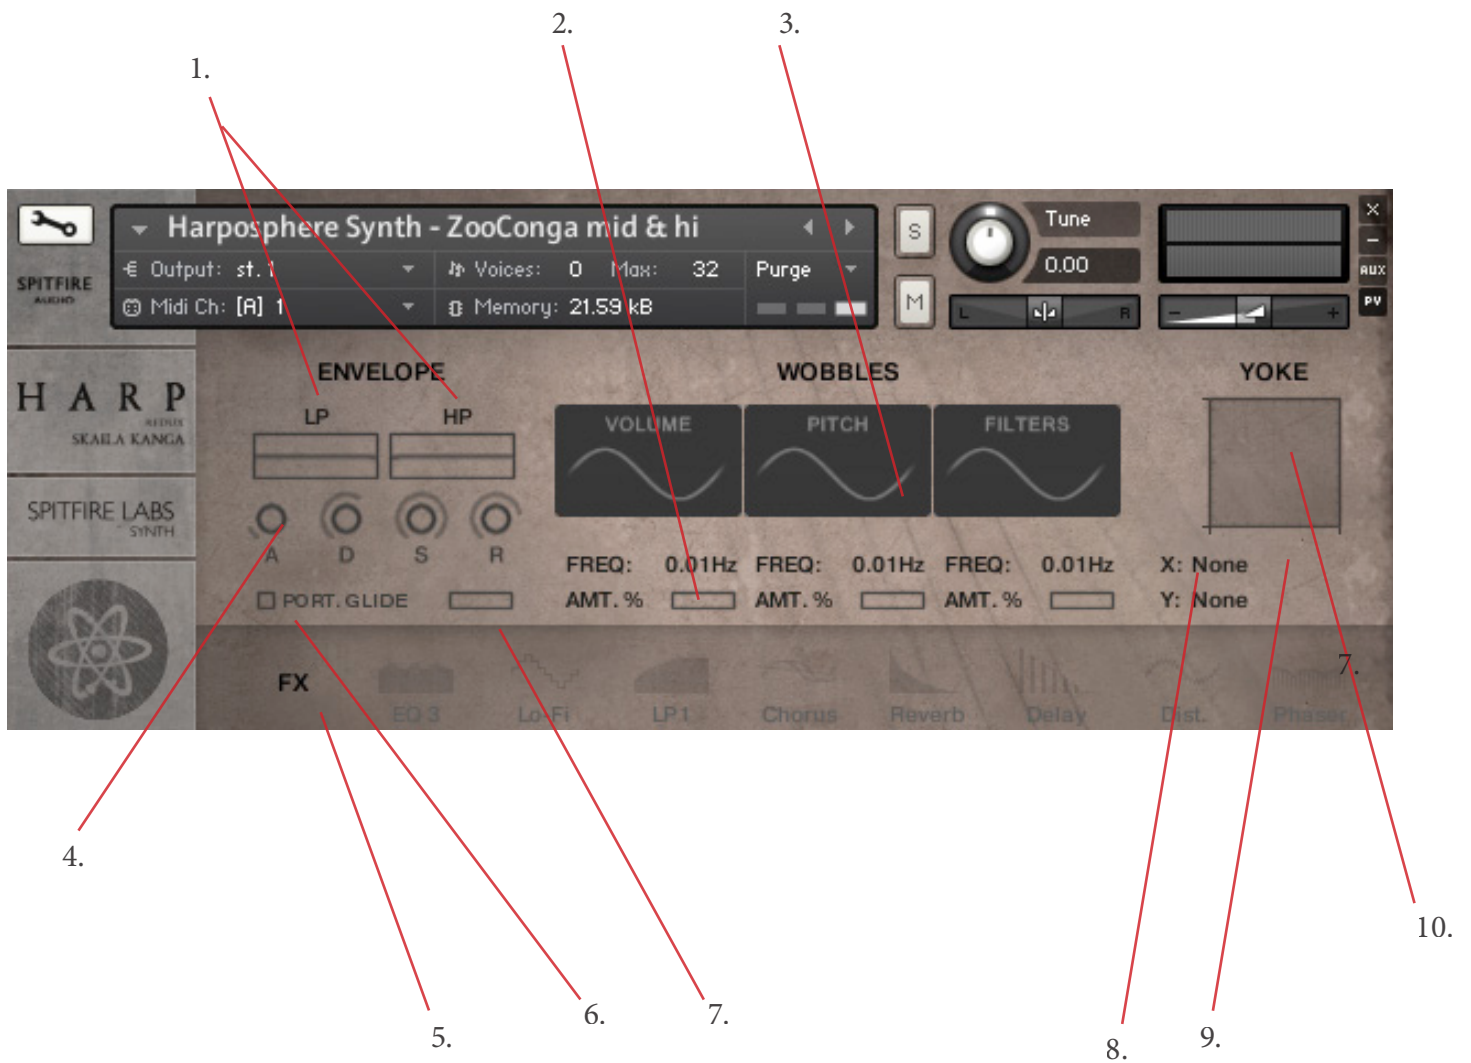 2.
3.
1.
Harposphere Synth - ZooConga mid & hi
S
Tune
X
–
Output: st. 1
Voices: 0 Max: 32
Purge
0.00
AUX
SPITFIRE
AUDIO
Midi Ch: [A] 1
Memory: 21.59 kB
M
L
R
-
+
PV
HARP
REDUX
SKAILA KANGA
SPITFIRE LABS
SYNTH
ENVELOPE
WOBBLES
YOKE
LP
HP
VOLUME
PITCH
FILTERS
A
D
S
R
FREQ: 0.01Hz FREQ: 0.01Hz FREQ: 0.01Hz
X: None
PORT. GLIDE
AMT. % AMT. % AMT. %
Y: None
7.
FX
EQ 3
Lo-Fi
LP1
Chorus
Reverb
Delay
Dist.
Phaser
4.
10.
6.
7.
5.
8.
9.